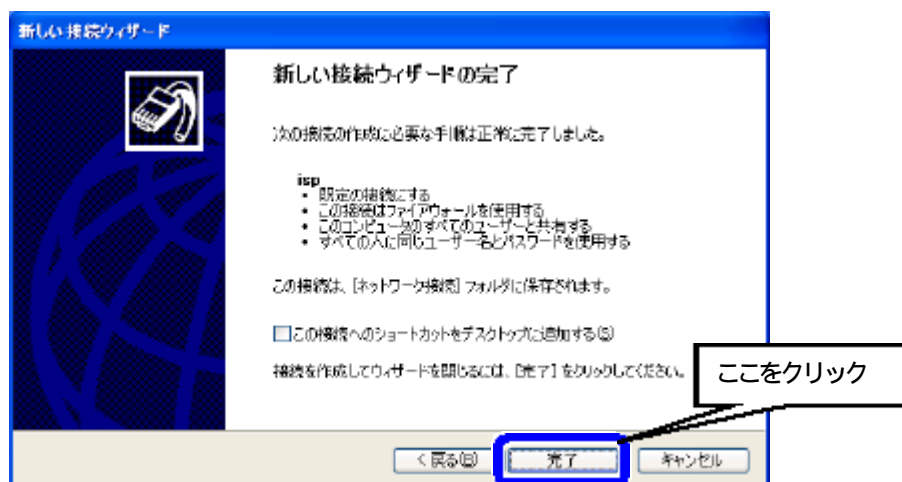 新しい接続ウィザード
新しい接続ウィザードの完了
次の接続の作成に必要な手順は正常に完了しました。
isp
• 既定の接続にする
• この接続はファイアウォールを使用する
• このコンピュータのすべてのユーザーと共有する
• すべての人に同じユーザー名とパスワードを使用する
この接続は、[ネットワーク接続] フォルダに保存されます。
この接続へのショートカットをデスクトップに追加する(S)
接続を作成してウィザードを閉じるには、[完了] をクリックしてください。
ここをクリック
< 戻る(B)
完了
キャンセル